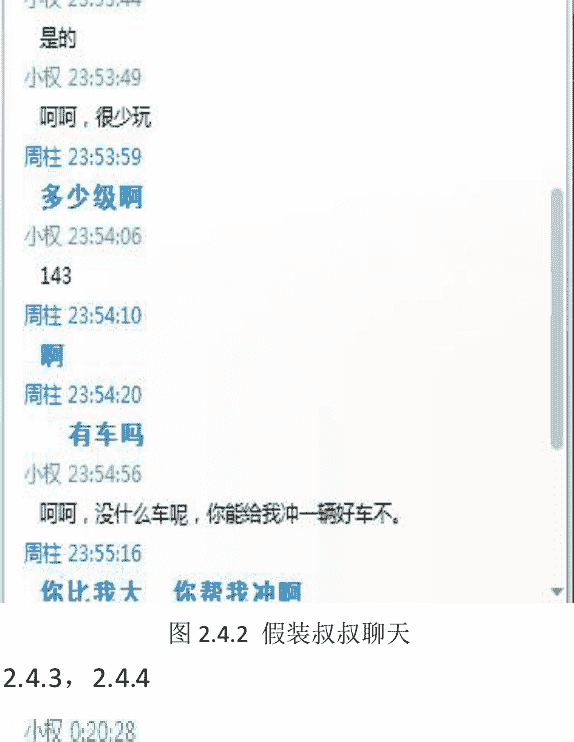 小权 23:53:44
是的
小权 23:53:49
呵呵，很少玩
周柱 23:53:59
多少级啊
小权 23:54:06
143
周柱 23:54:10
啊
周柱 23:54:20
有车吗
小权 23:54:56
呵呵，没什么车呢，你能给我冲一辆好车不。
周柱 23:55:16
你比我大 你帮我冲啊
图 2.4.2 假装叔叔聊天
2.4.3，2.4.4
小权 0:20:28